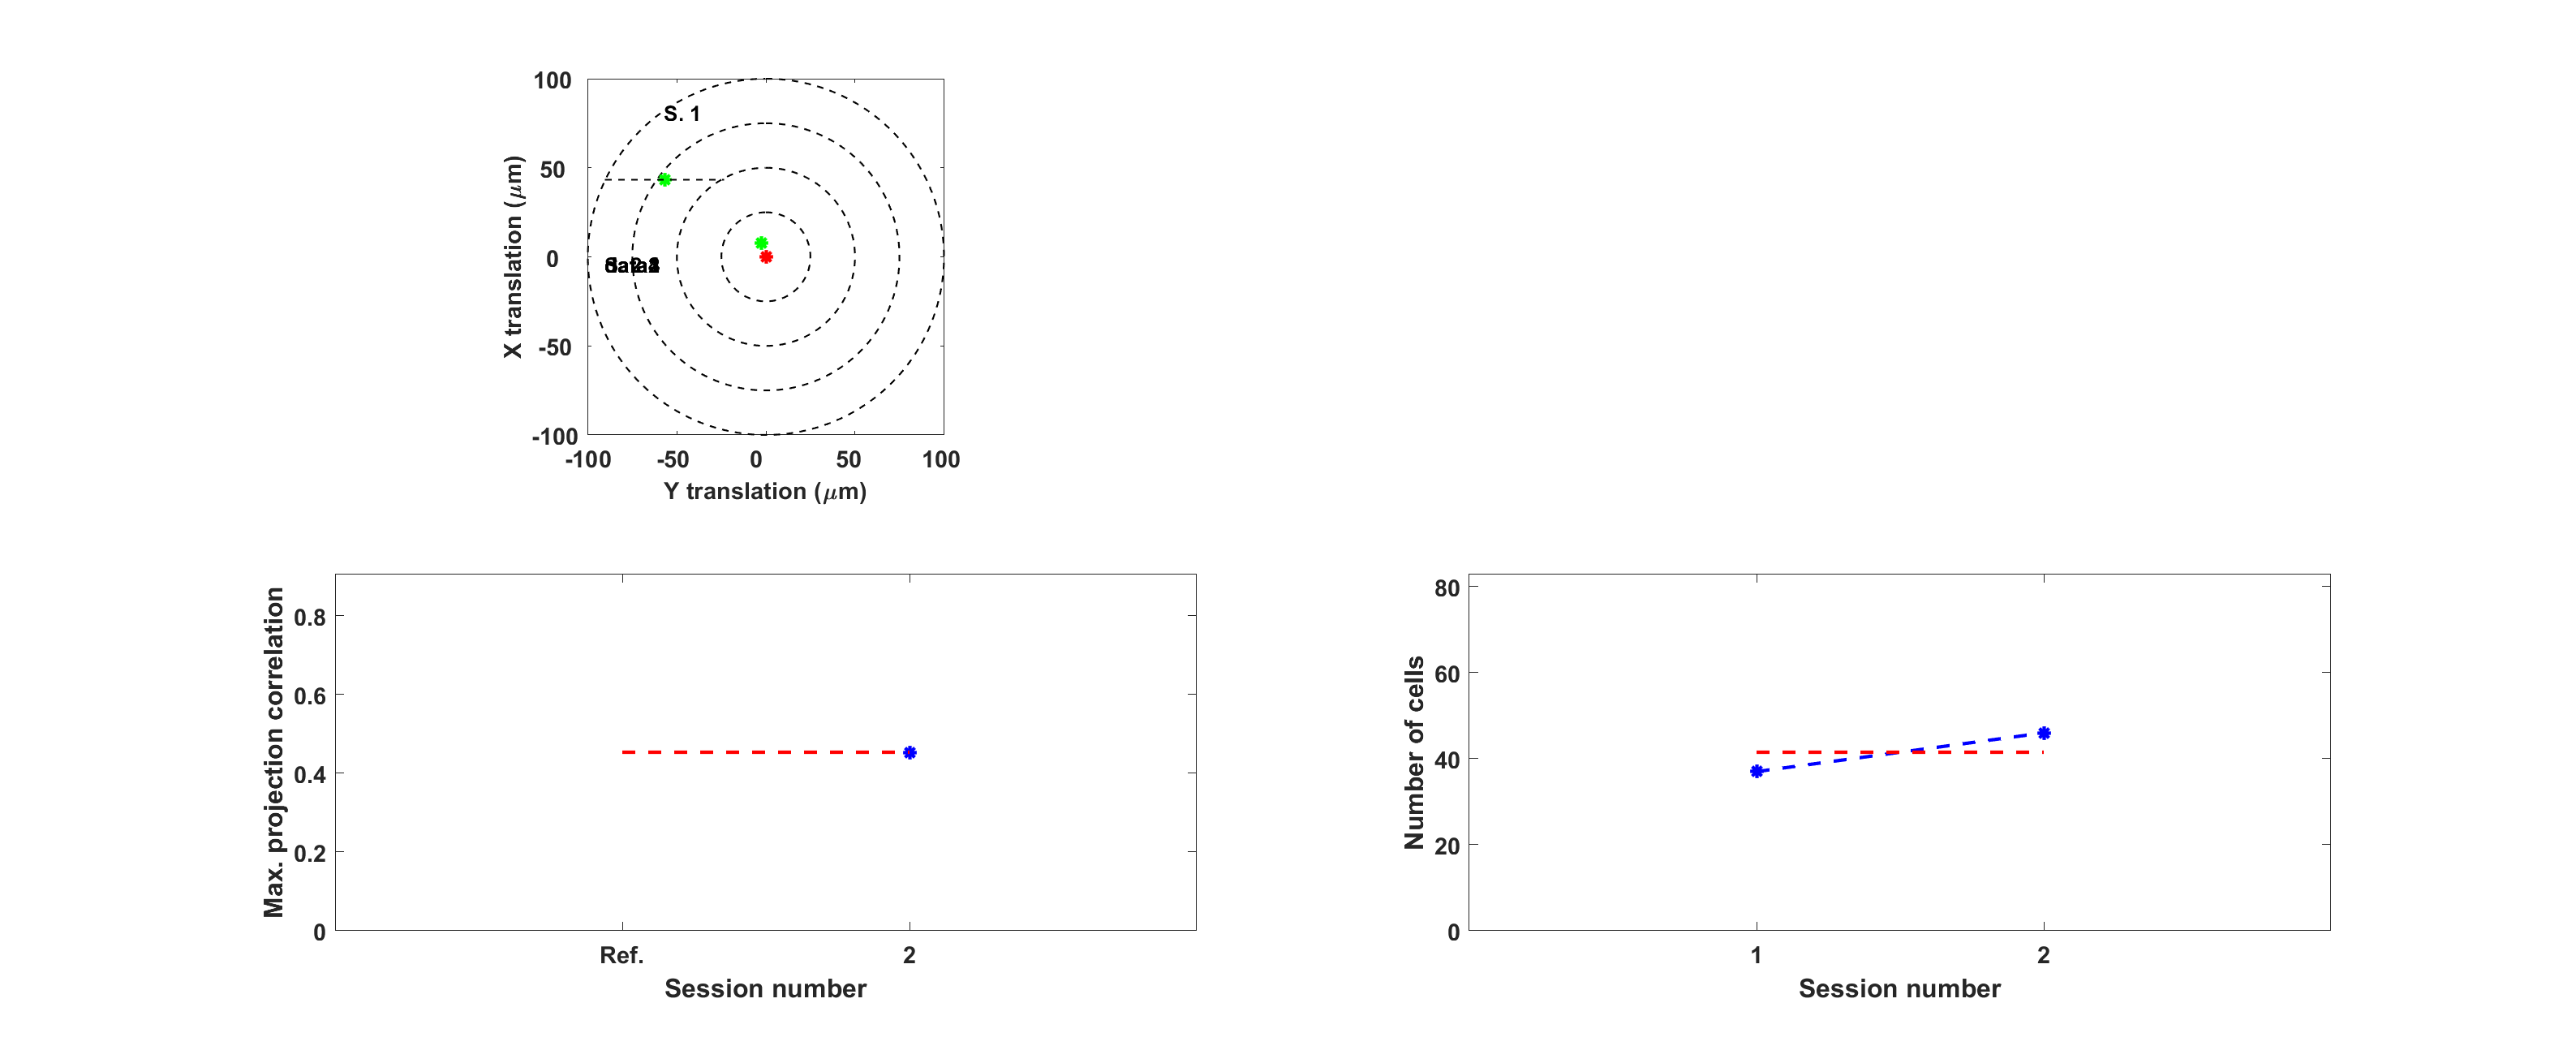 100
S. 1
50
0
-50
-100
X translation (μm)
-100 -50 0 50 100
Y translation (μm)
0.8
0.6
0.4
0.2
0
Max. projection correlation
Ref. 2
Session number
80
60
40
20
0
Number of cells
1 2
Session number